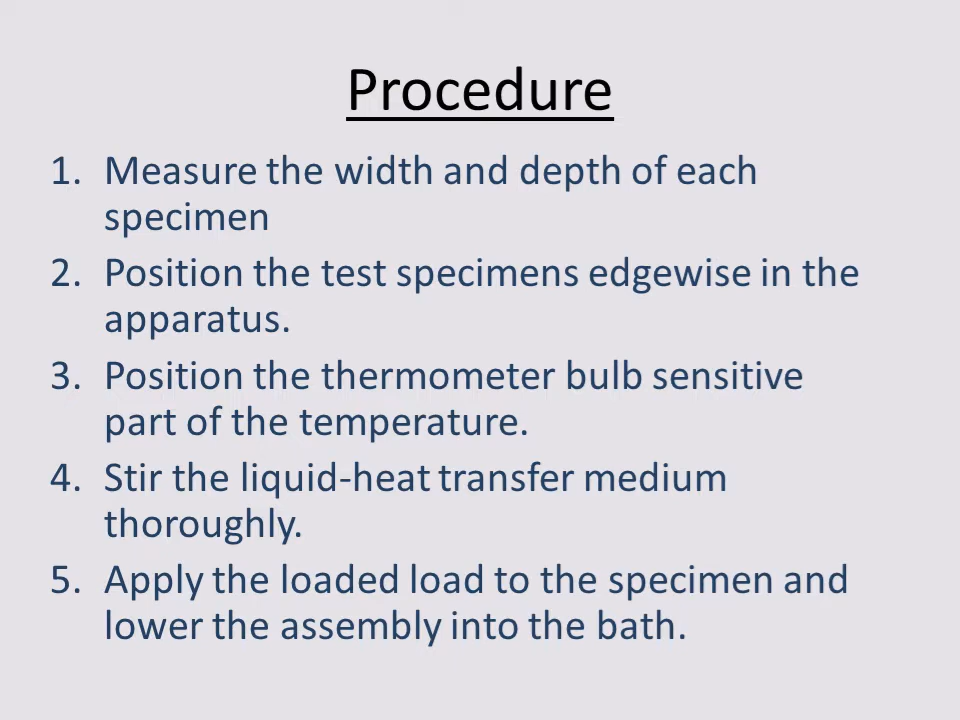 Procedure
1. Measure the width and depth of each
specimen
2. Position the test specimens edgewise in the
apparatus.
3. Position the thermometer bulb sensitive
part of the temperature.
4. Stir the liquid-heat transfer medium
thoroughly.
5. Apply the loaded load to the specimen and
lower the assembly into the bath.